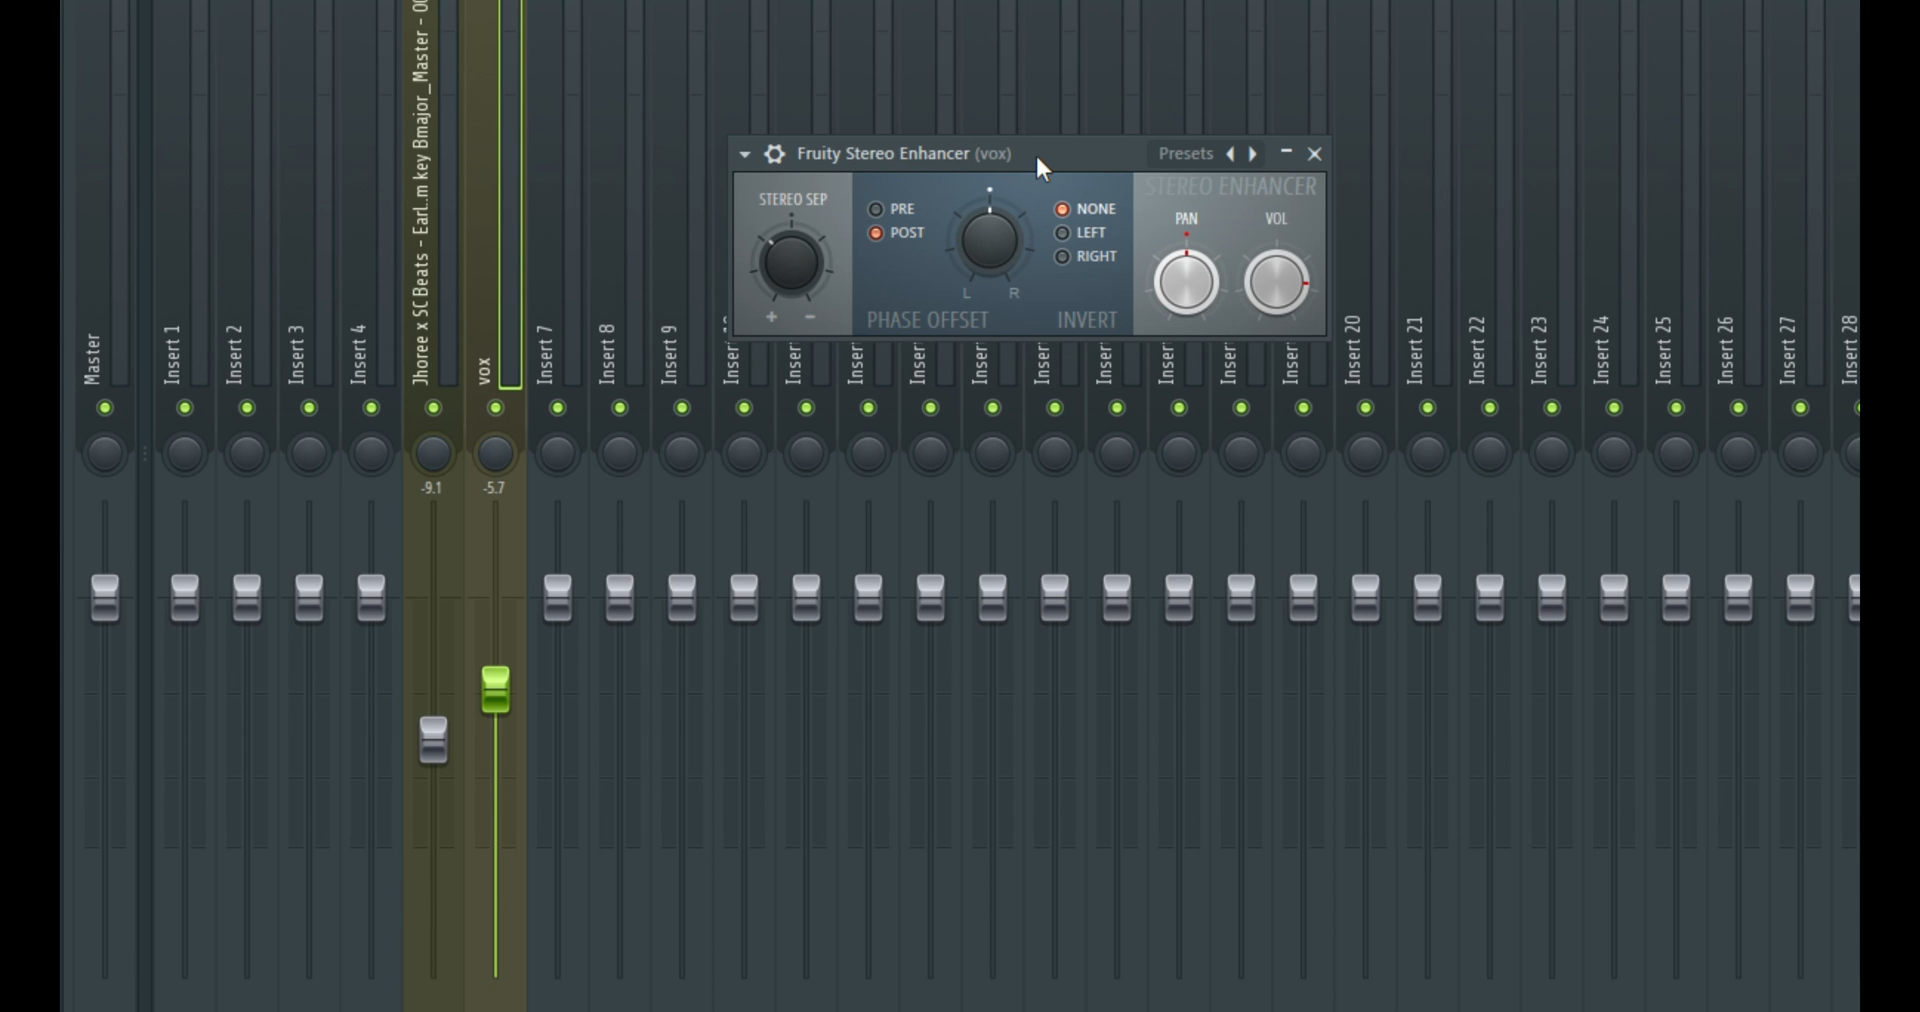 Fruity Stereo Enhancer (vox)
Presets
STEREO SEP
+ −
PRE
POST
L R
PHASE OFFSET
NONE
LEFT
RIGHT
INVERT
STEREO ENHANCER
PAN
VOL
Master
Insert 1
Insert 2
Insert 3
Insert 4
Jhoree x SC Beats - Earl..m key Bmajor_Master -
vox
Insert 7
Insert 8
Insert 9
Inser
Inser
Inser
Inser
Inser
Inser
Inser
Inser
Inser
Inser
Insert 20
Insert 21
Insert 22
Insert 23
Insert 24
Insert 25
Insert 26
Insert 27
Insert 28
-9.1
-5.7